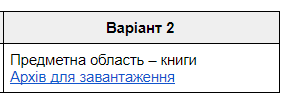 Варіант 2
Предметна область – книги
Архів для завантаження